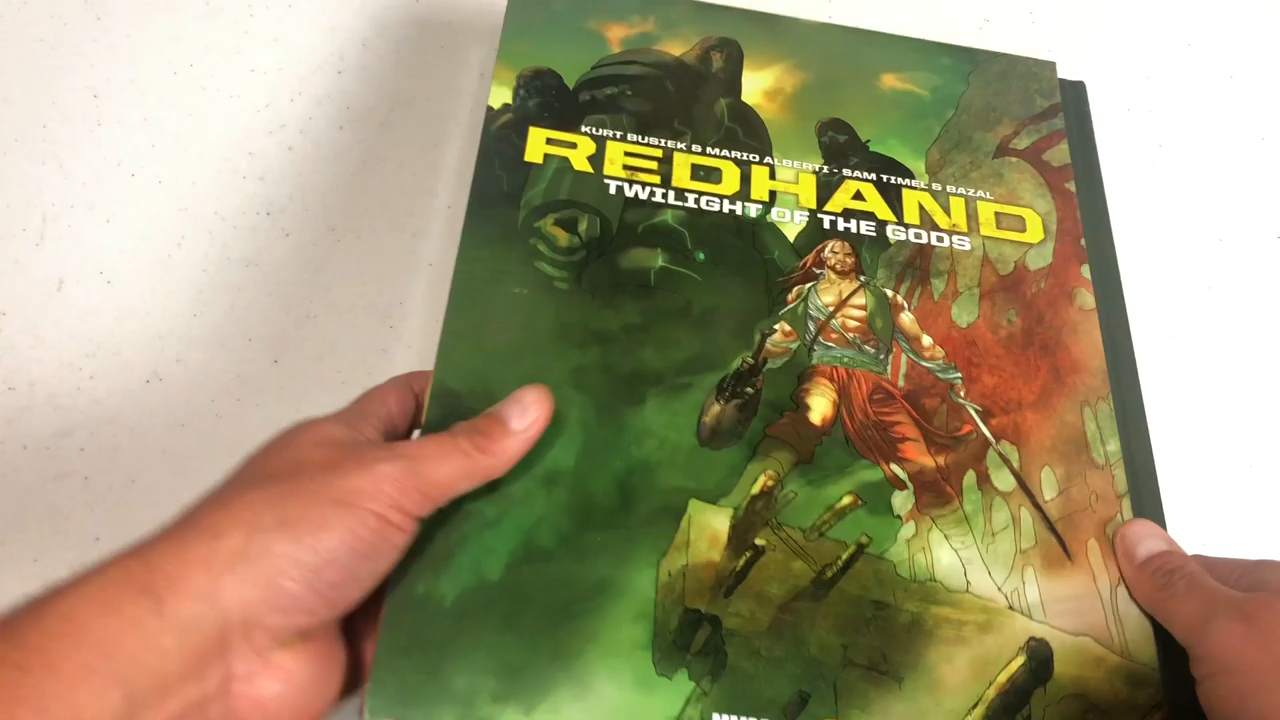 KURT BUSIEK & MARIO ALBERTI - SAM TIMEL & BAZAL
REDHAND
TWILIGHT OF THE GODS